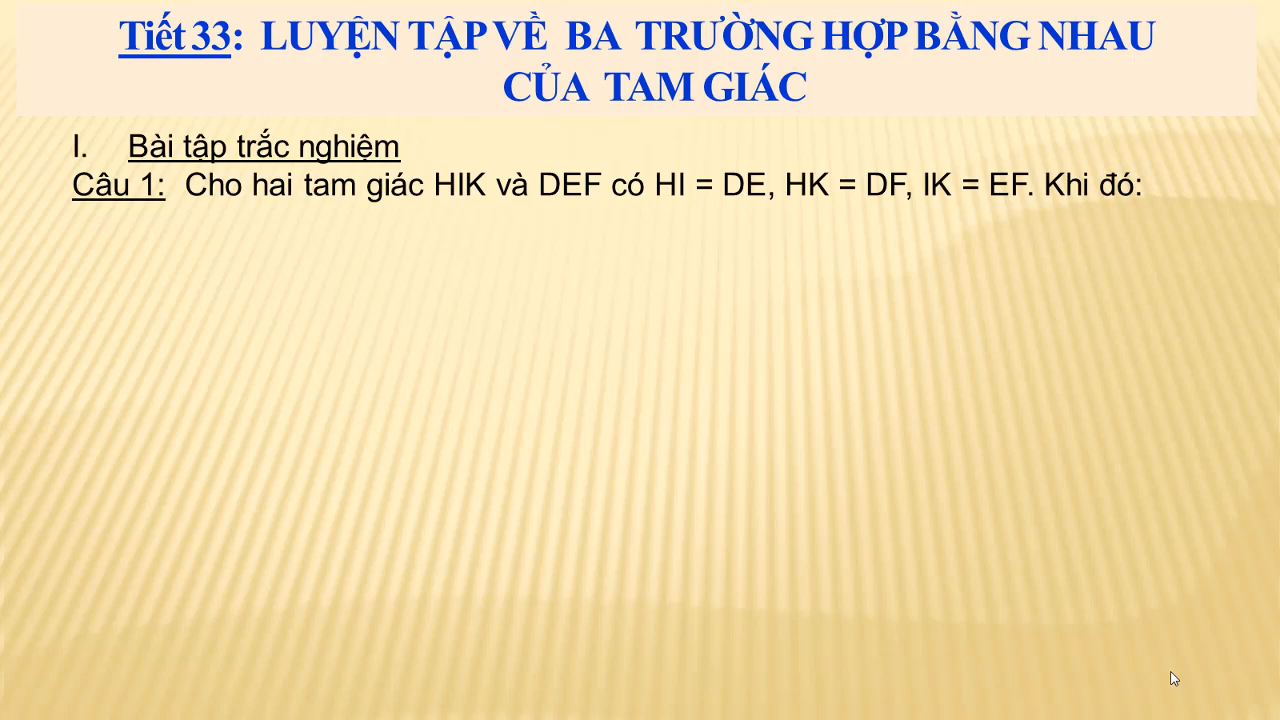 Tiết 33: LUYỆN TẬP VỀ BA TRƯỜNG HỢP BẰNG NHAU
CỦA TAM GIÁC
I. Bài tập trắc nghiệm
Câu 1: Cho hai tam giác HIK và DEF có HI = DE, HK = DF, IK = EF. Khi đó: